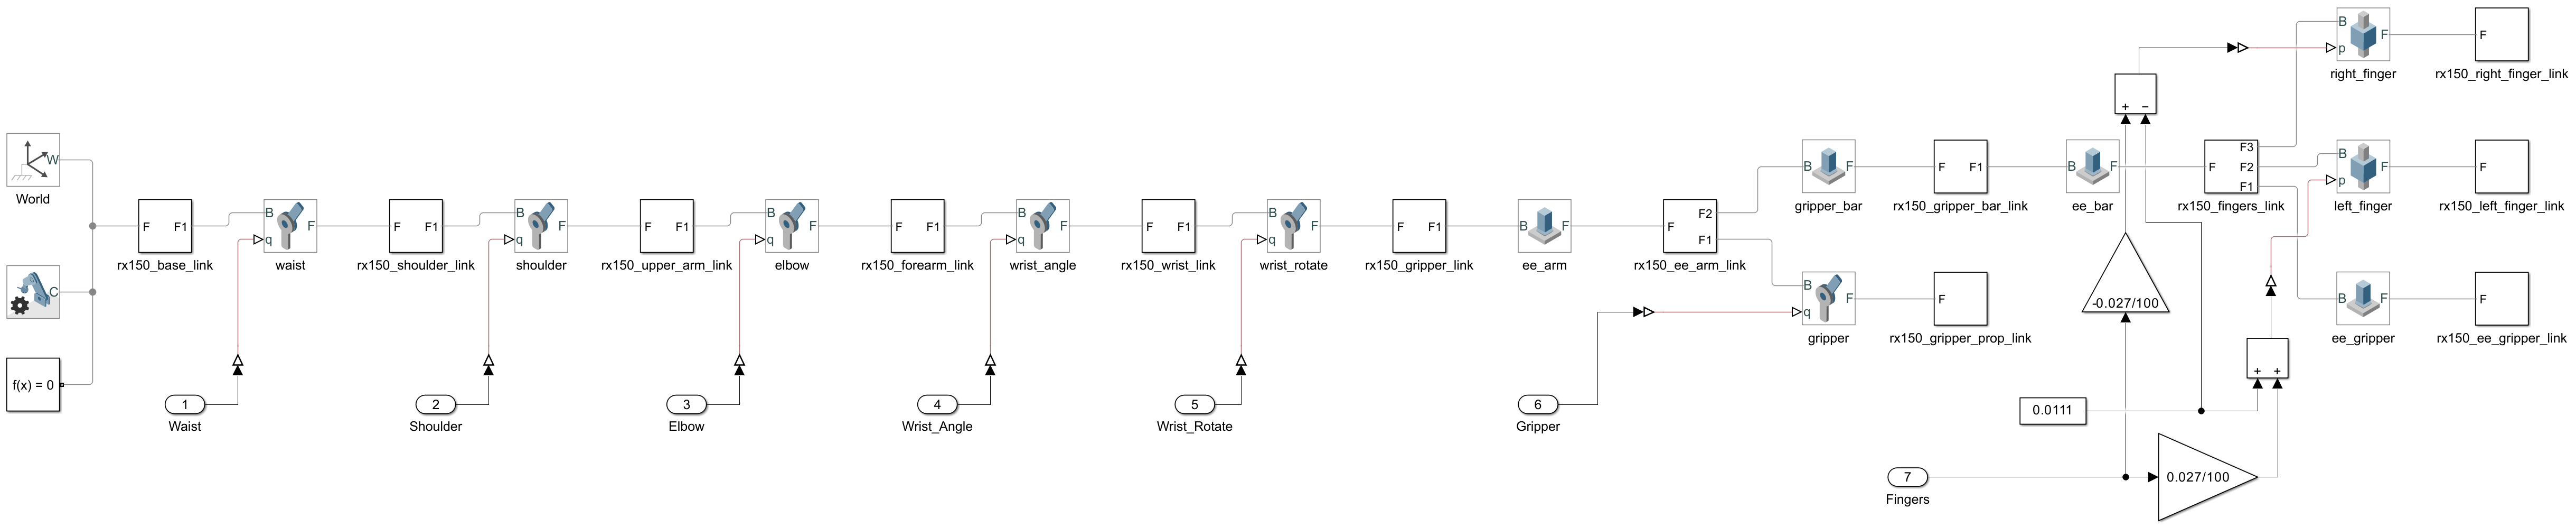 B
p
F
right_finger
F
rx150_right_finger_link
+ −
W
World
B
F
gripper_bar
F
F1
rx150_gripper_bar_link
B
F
ee_bar
F
F3
F2
F1
rx150_fingers_link
B
p
F
left_finger
F
rx150_left_finger_link
F
F1
rx150_base_link
B
q
F
waist
F
F1
rx150_shoulder_link
B
q
F
shoulder
F
F1
rx150_upper_arm_link
B
q
F
elbow
F
F1
rx150_forearm_link
B
q
F
wrist_angle
F
F1
rx150_wrist_link
B
q
F
wrist_rotate
F
F1
rx150_gripper_link
B
F
ee_arm
F
F2
F1
rx150_ee_arm_link
C
B
q
F
gripper
F
rx150_gripper_prop_link
-0.027/100
B
F
ee_gripper
F
rx150_ee_gripper_link
f(x) = 0
+ +
1
Waist
2
Shoulder
3
Elbow
4
Wrist_Angle
5
Wrist_Rotate
6
Gripper
0.0111
7
Fingers
0.027/100